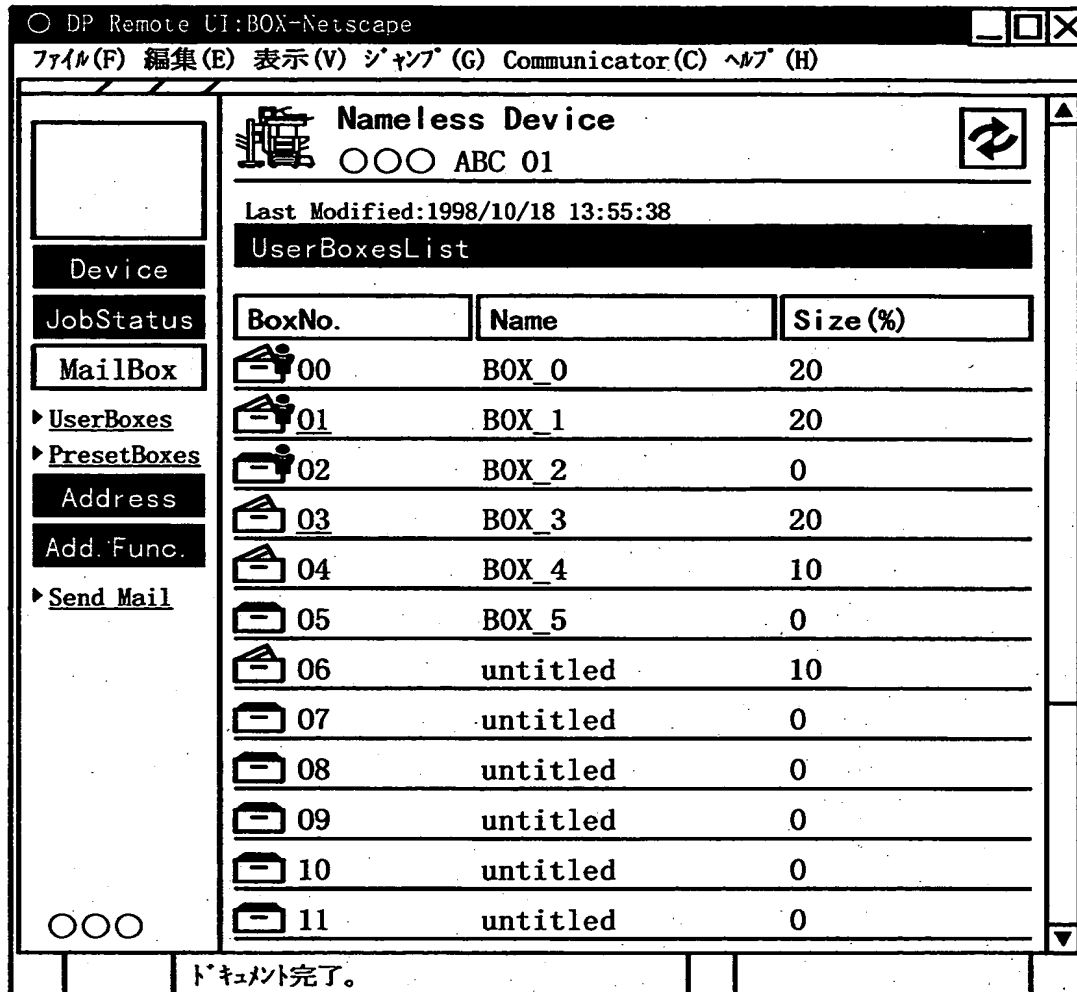 ○ DP Remote UI:BOX-Netscape
ファイル(F) 編集(E) 表示(V) ジャンプ(G) Communicator(C) ヘルプ(H)
Nameless Device
○○○ ABC 01
Last Modified:1998/10/18 13:55:38
UserBoxesList
Device
JobStatus
MailBox
▶UserBoxes
▶PresetBoxes
Address
Add.Func.
▶Send Mail
○○○
BoxNo. Name Size(%)
00 BOX_0 20
01 BOX_1 20
02 BOX_2 0
03 BOX_3 20
04 BOX_4 10
05 BOX_5 0
06 untitled 10
07 untitled 0
08 untitled 0
09 untitled 0
10 untitled 0
11 untitled 0
ドキュメント完了。